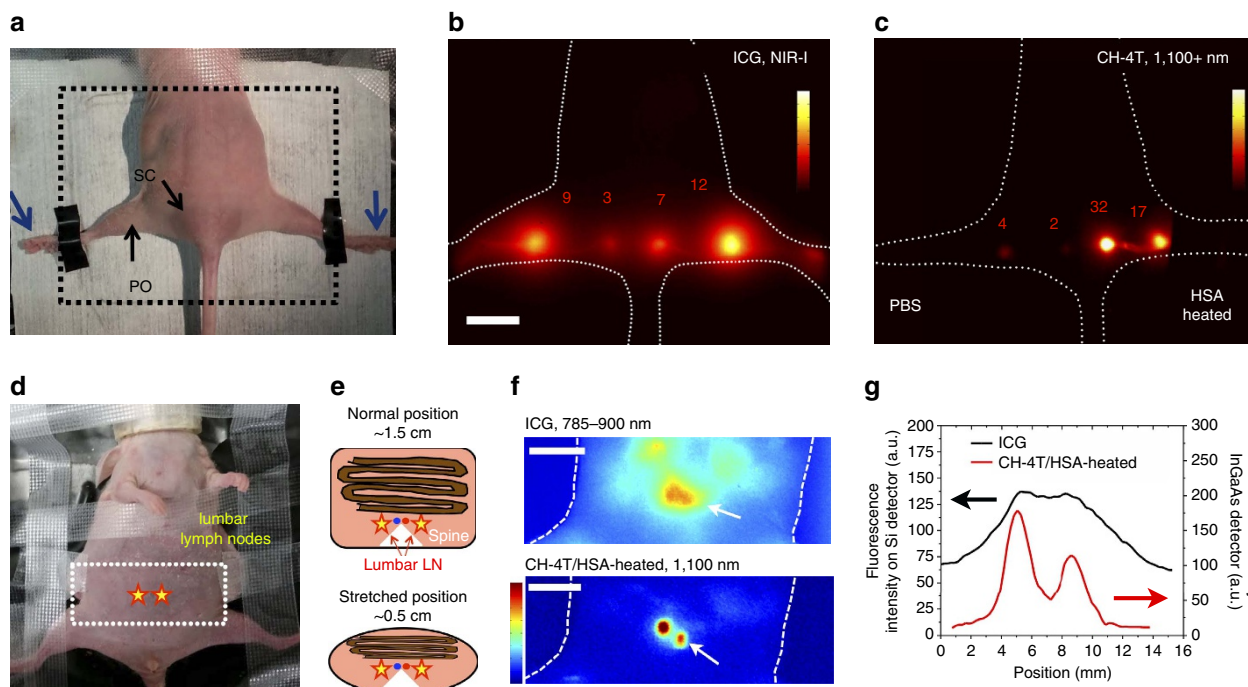 a
SC
PO
b
ICG, NIR-I
9
3
7
12
c
CH-4T, 1,100+ nm
4
2
32
17
PBS
HSA
heated
d
lumbar
lymph nodes
e
Normal position
~1.5 cm
Spine
Lumbar LN
Stretched position
~0.5 cm
f
ICG, 785–900 nm
CH-4T/HSA-heated, 1,100 nm
g
Fluorescence
intensity on Si detector (a.u.)
200
175
150
125
100
75
50
25
0
ICG
CH-4T/HSA-heated
300
250
200
150
100
50
0
InGaAs detector
(a.u.)
0 2 4 6 8 10 12 14 16
Position (mm)